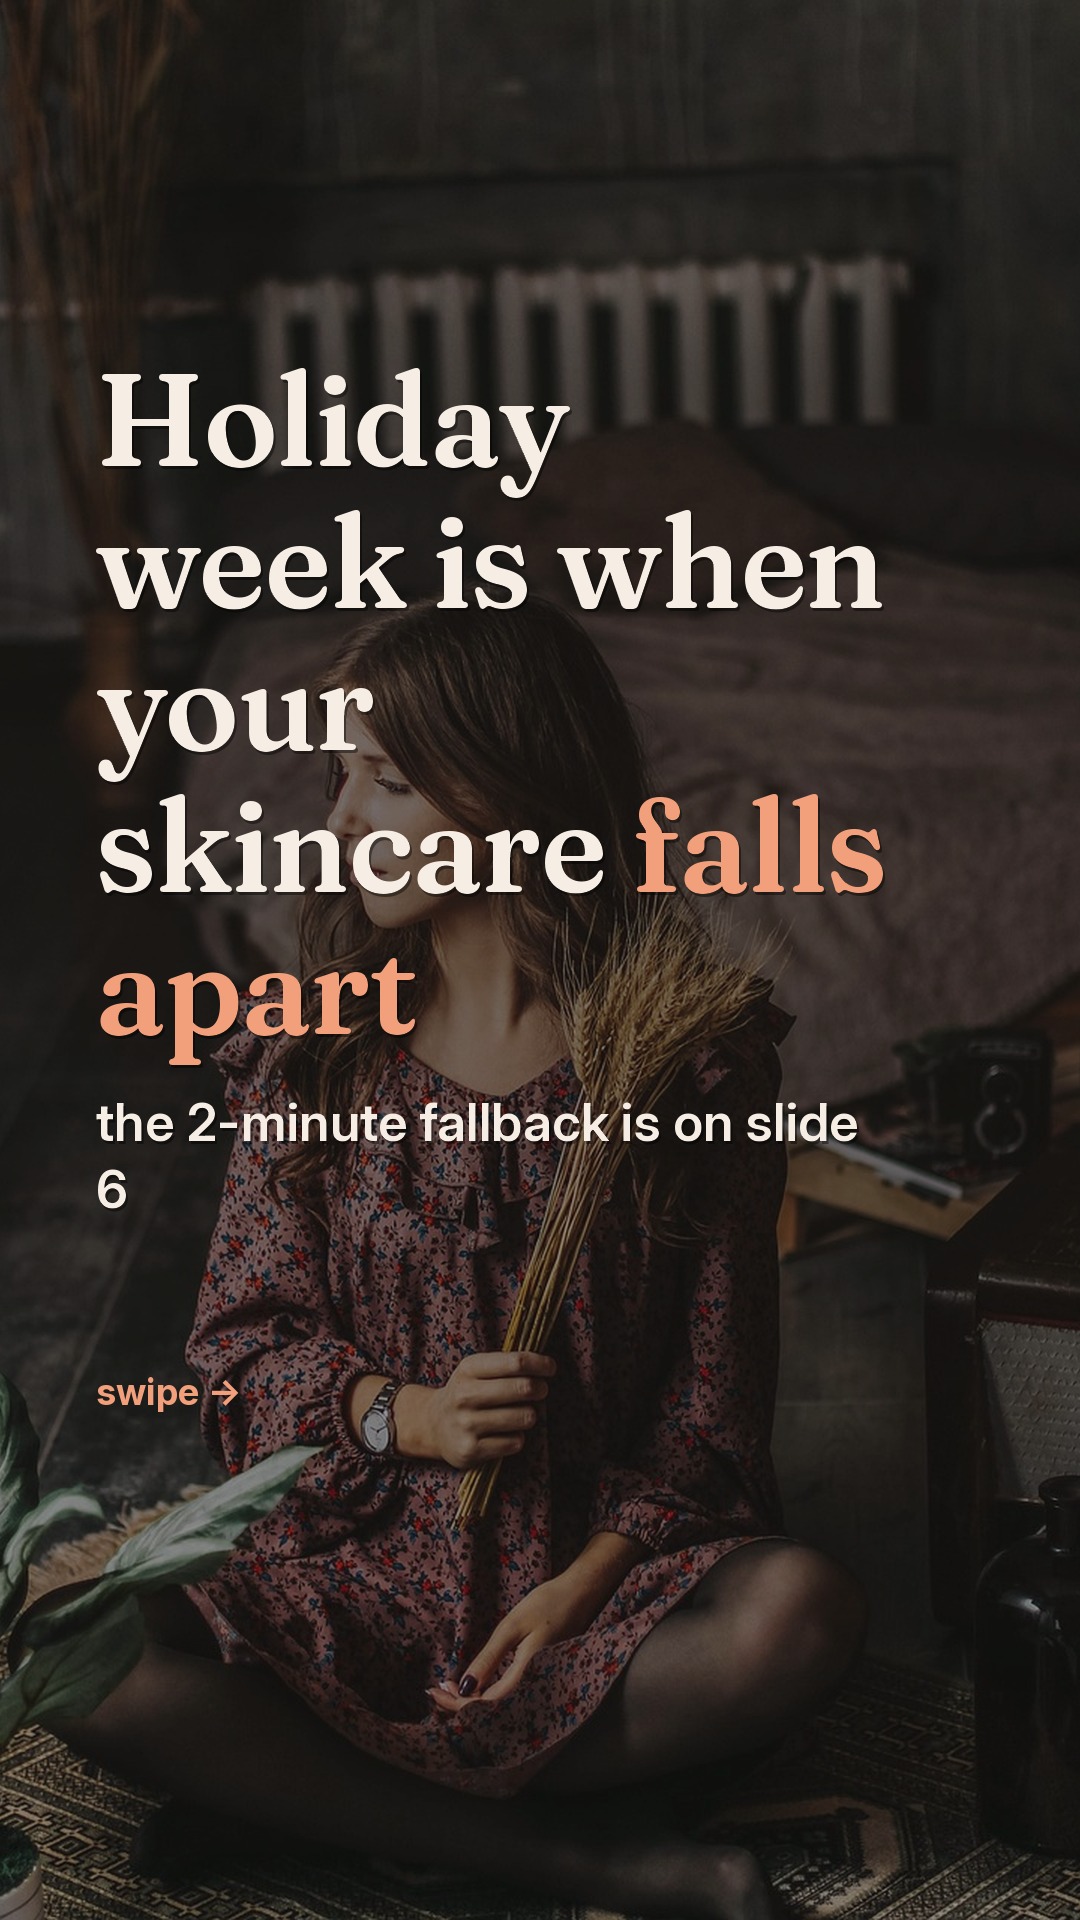 Holiday
week is when
your
skincare falls
apart
the 2-minute fallback is on slide
6
swipe →